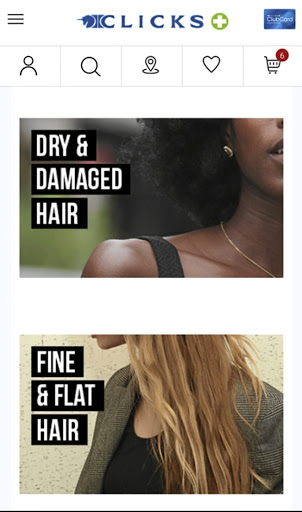 CLICKS
ClubCard
6
DRY &
DAMAGED
HAIR
FINE
& FLAT
HAIR